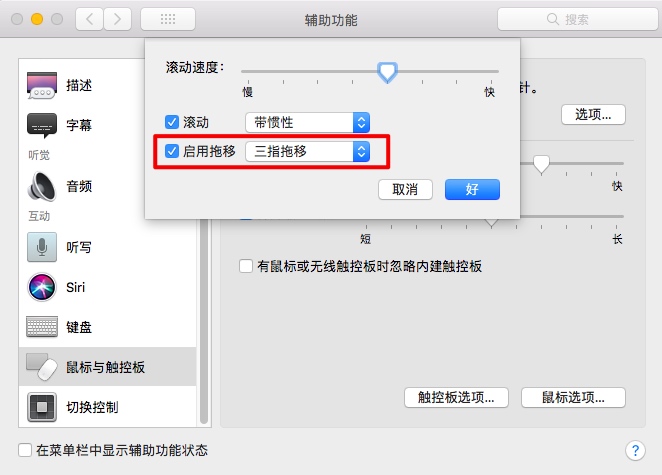 辅助功能
搜索
滚动速度：
慢
快
滚动
带惯性
启用拖移
三指拖移
取消
好
描述
字幕
听觉
音频
互动
听写
Siri
键盘
鼠标与触控板
切换控制
针。
选项...
快
短
长
有鼠标或无线触控板时忽略内建触控板
触控板选项...
鼠标选项...
在菜单栏中显示辅助功能状态
?